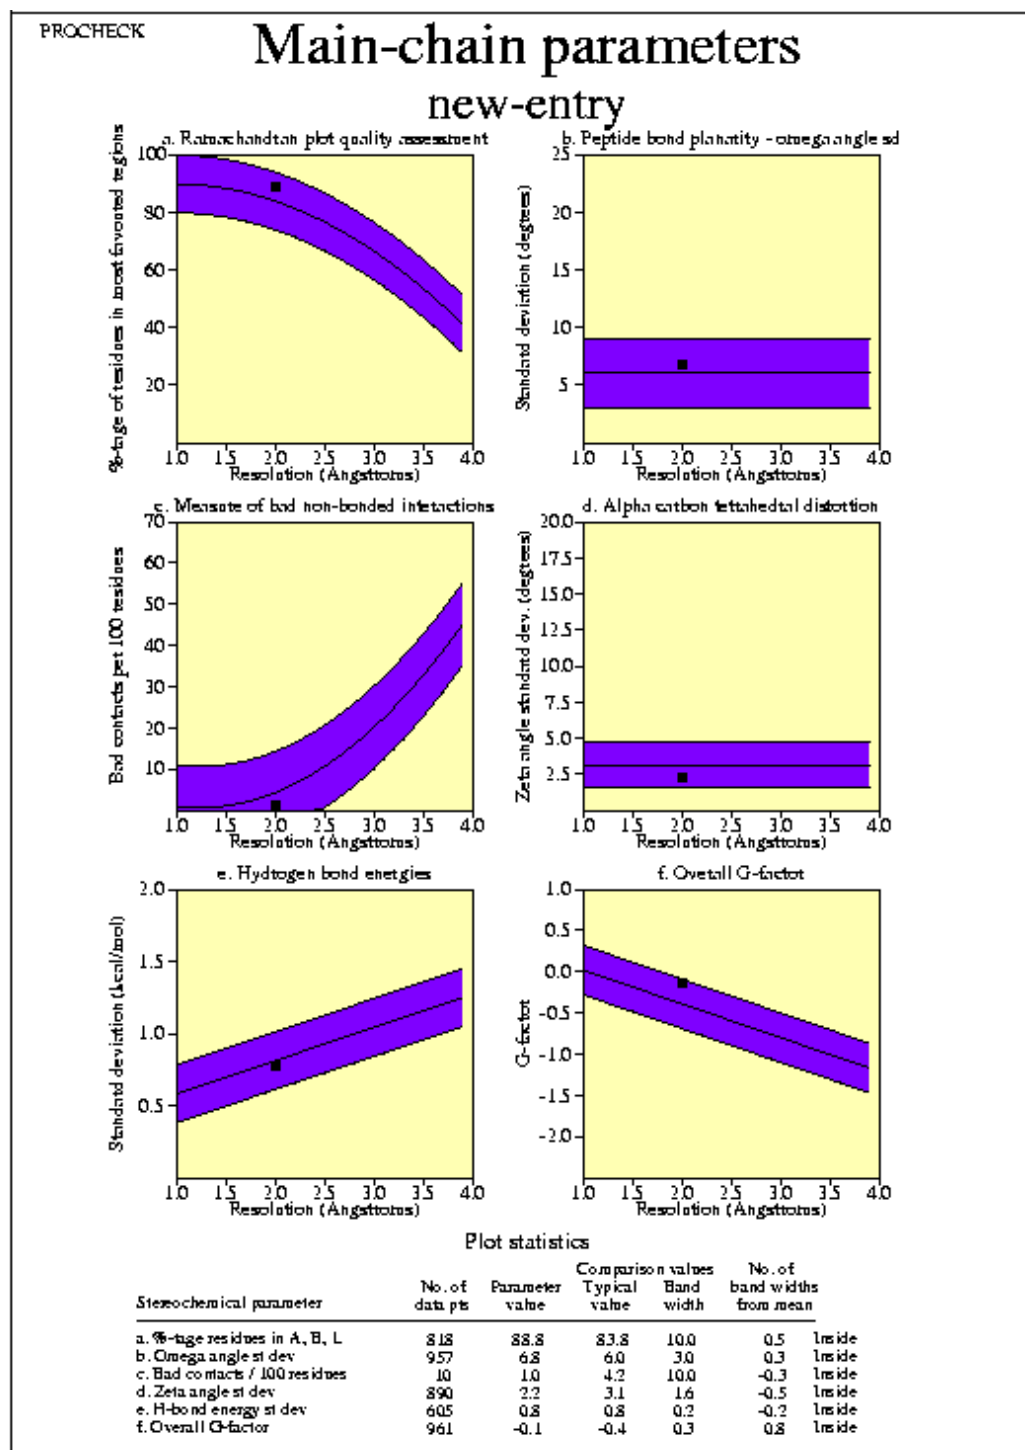 PROCHECK
Main-chain parameters
new-entry
a. Ramachandran plot quality assessment
%-tage of residues in most favoured regions
100
80
60
40
20
1.0 1.5 2.0 2.5 3.0 3.5 4.0
Resolution (Angstroms)
b. Peptide bond planarity - omega angle sd
Standard deviation (degrees)
25
20
15
10
5
1.0 1.5 2.0 2.5 3.0 3.5 4.0
Resolution (Angstroms)
c. Measure of bad non-bonded interactions
Bad contacts per 100 residues
70
60
50
40
30
20
10
1.0 1.5 2.0 2.5 3.0 3.5 4.0
Resolution (Angstroms)
d. Alpha carbon tetrahedral distortion
Zeta angle standard dev. (degrees)
20.0
17.5
15.0
12.5
10.0
7.5
5.0
2.5
1.0 1.5 2.0 2.5 3.0 3.5 4.0
Resolution (Angstroms)
e. Hydrogen bond energies
Standard deviation (kcal/mol)
2.0
1.5
1.0
0.5
1.0 1.5 2.0 2.5 3.0 3.5 4.0
Resolution (Angstroms)
f. Overall G-factor
G-factor
1.0
0.5
0.0
-0.5
-1.0
-1.5
-2.0
1.0 1.5 2.0 2.5 3.0 3.5 4.0
Resolution (Angstroms)
Plot statistics
Comparison values No. of
No. of Parameter Typical Band band widths
Stereochemical parameter data pts value value width from mean
a. %-tage residues in A, B, L 818 88.8 83.8 10.0 0.5 Inside
b. Omega angle st dev 957 6.8 6.0 3.0 0.3 Inside
c. Bad contacts / 100 residues 10 1.0 4.2 10.0 -0.3 Inside
d. Zeta angle st dev 890 2.2 3.1 1.6 -0.5 Inside
e. H-bond energy st dev 605 0.8 0.8 0.2 -0.2 Inside
f. Overall G-factor 961 -0.1 -0.4 0.3 0.8 Inside